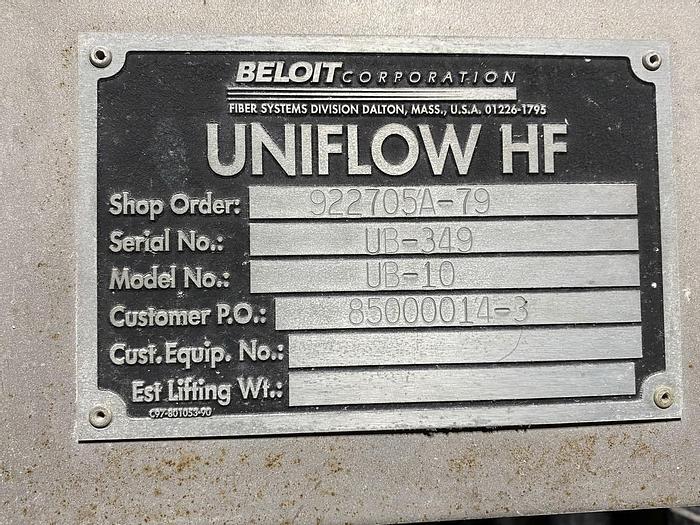 BELOIT CORPORATION
FIBER SYSTEMS DIVISION DALTON, MASS., U.S.A. 01226-1795
UNIFLOW HF
Shop Order: 922705A-79
Serial No.: UB-349
Model No.: UB-10
Customer P.O.: 85000014-3
Cust. Equip. No.:
Est Lifting Wt.:
C97-801053-90